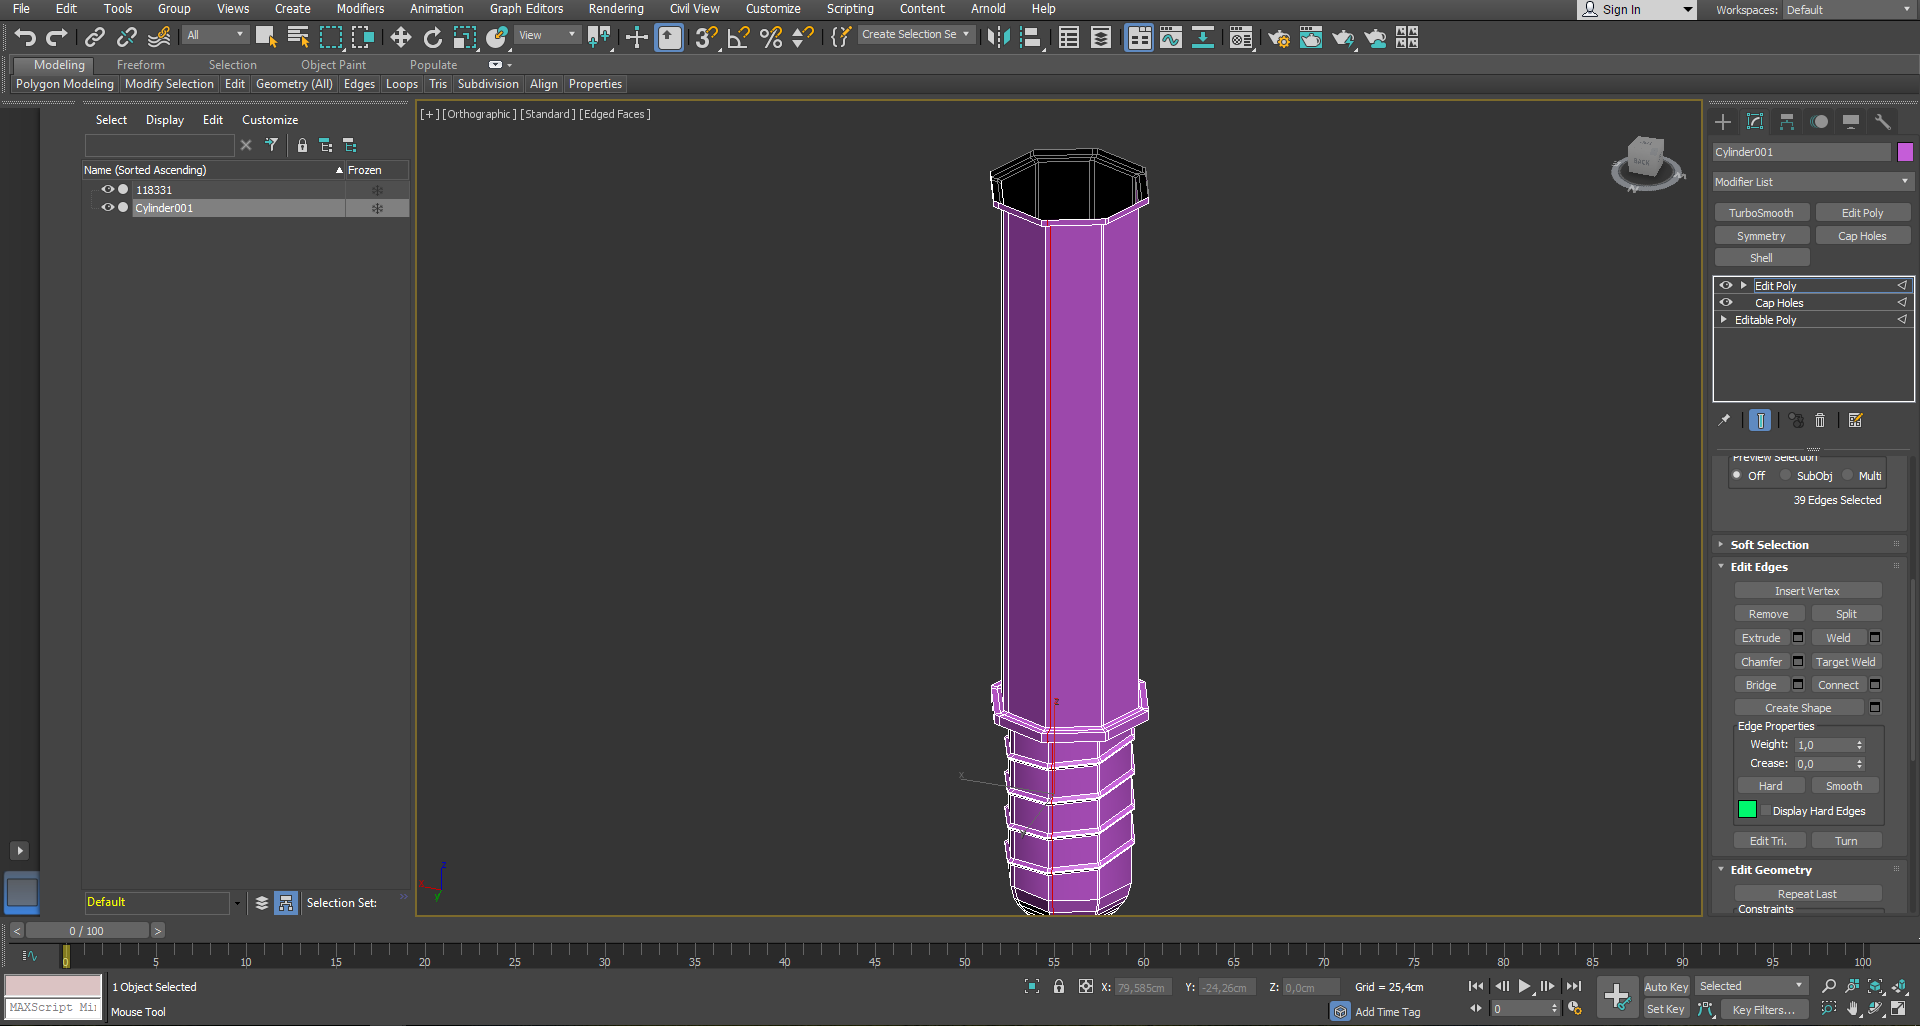 File Edit Tools Group Views Create Modifiers Animation Graph Editors Rendering Civil View Customize Scripting Content Arnold Help Sign In Workspaces: Default
All View 3 Create Selection Se
Modeling Freeform Selection Object Paint Populate
Polygon Modeling Modify Selection Edit Geometry (All) Edges Loops Tris Subdivision Align Properties
Select Display Edit Customize
Name (Sorted Ascending) Frozen
118331
Cylinder001
Default Selection Set:
[+] [Orthographic] [Standard] [Edged Faces]
BACK
z
x
z
y
Cylinder001
Modifier List
TurboSmooth Edit Poly
Symmetry Cap Holes
Shell
Edit Poly
Cap Holes
Editable Poly
Preview Selection
Off SubObj Multi
39 Edges Selected
Soft Selection
Edit Edges
Insert Vertex
Remove Split
Extrude Weld
Chamfer Target Weld
Bridge Connect
Create Shape
Edge Properties
Weight: 1,0
Crease: 0,0
Hard Smooth
Display Hard Edges
Edit Tri. Turn
Edit Geometry
Repeat Last
Constraints
< 0 / 100 >
0 5 10 15 20 25 30 35 40 45 50 55 60 65 70 75 80 85 90 95 100
1 Object Selected X: 79,585cm Y: -24,26cm Z: 0,0cm Grid = 25,4cm Auto Key Selected
MAXScript Mi Mouse Tool Add Time Tag 0 Set Key Key Filters...